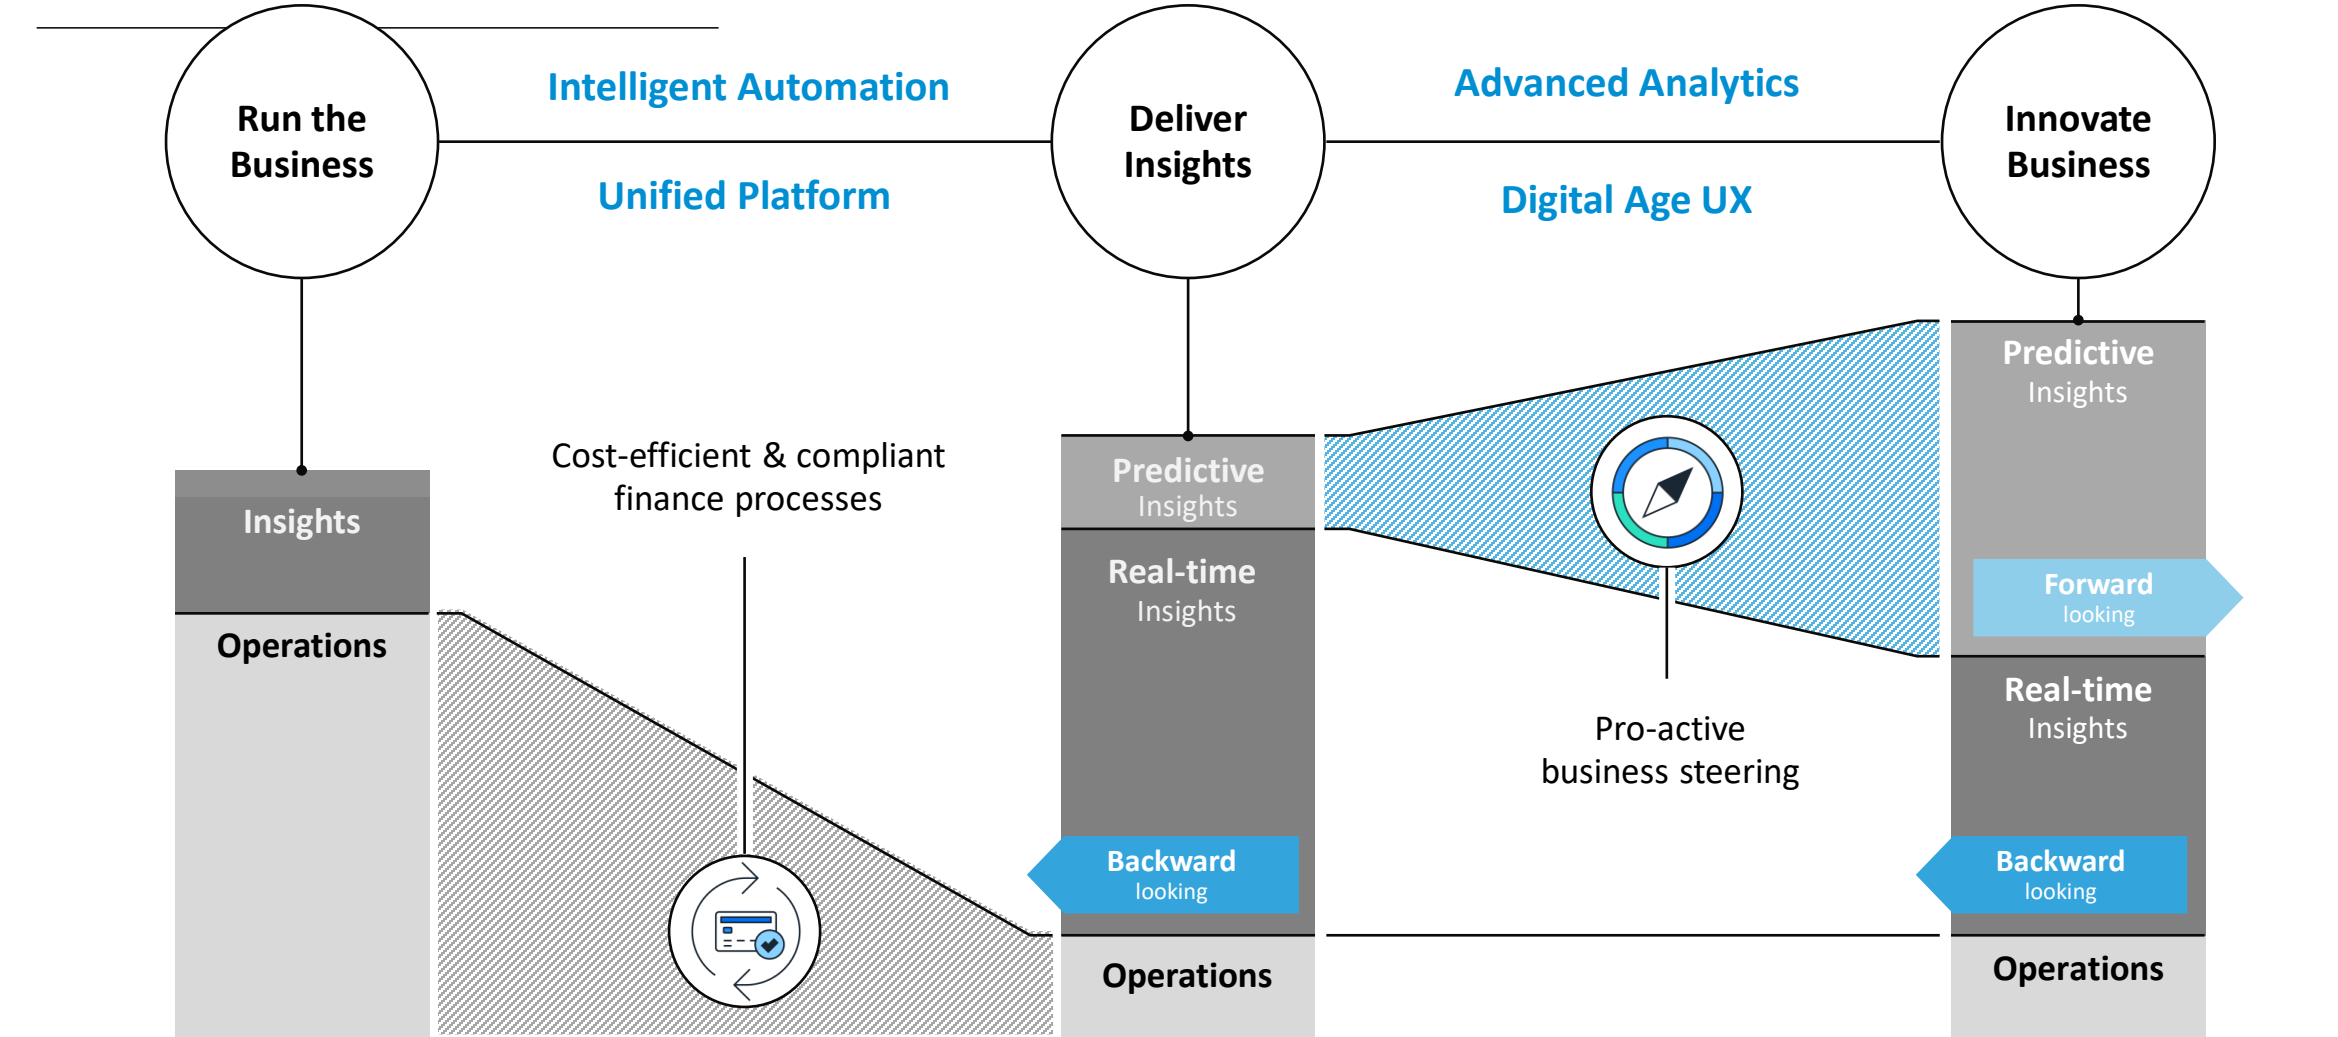 Run the
Business
Intelligent Automation
Unified Platform
Deliver
Insights
Advanced Analytics
Digital Age UX
Innovate
Business
Insights
Operations
Cost-efficient & compliant
finance processes
Predictive
Insights
Real-time
Insights
Backward
looking
Operations
Pro-active
business steering
Predictive
Insights
Forward
looking
Real-time
Insights
Backward
looking
Operations